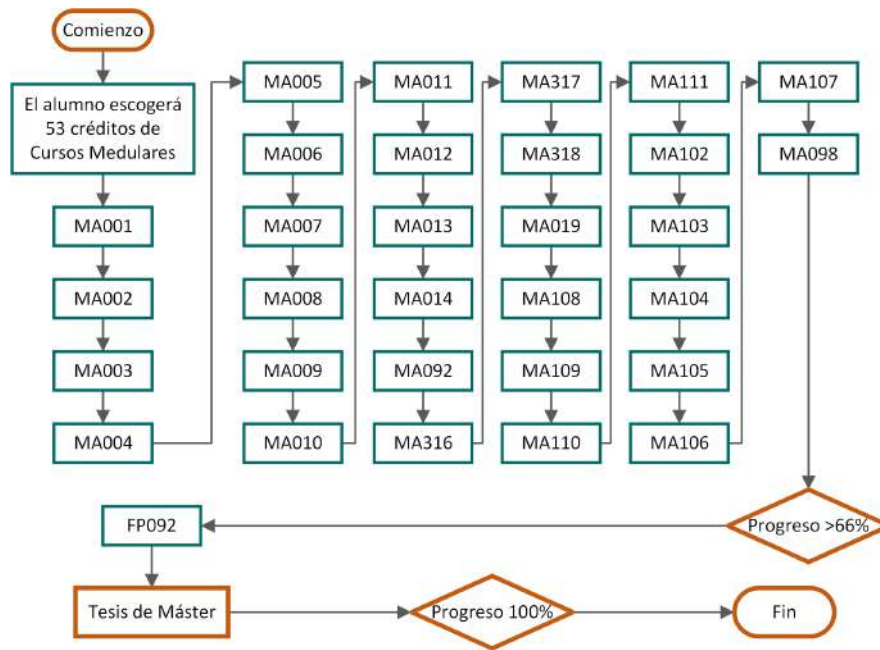 Comienzo
El alumno escogerá
53 créditos de
Cursos Medulares
MA001
MA002
MA003
MA004
MA005
MA006
MA007
MA008
MA009
MA010
MA011
MA012
MA013
MA014
MA092
MA316
MA317
MA318
MA019
MA108
MA109
MA110
MA111
MA102
MA103
MA104
MA105
MA106
MA107
MA098
Progreso >66%
FP092
Tesis de Máster
Progreso 100%
Fin